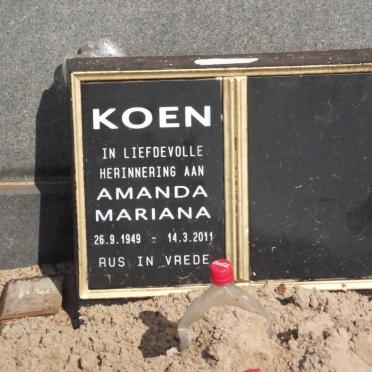 KOEN
IN LIEFDEVOLLE
HERINNERING AAN
AMANDA
MARIANA
26.9.1949 - 14.3.2011
RUS IN VREDE